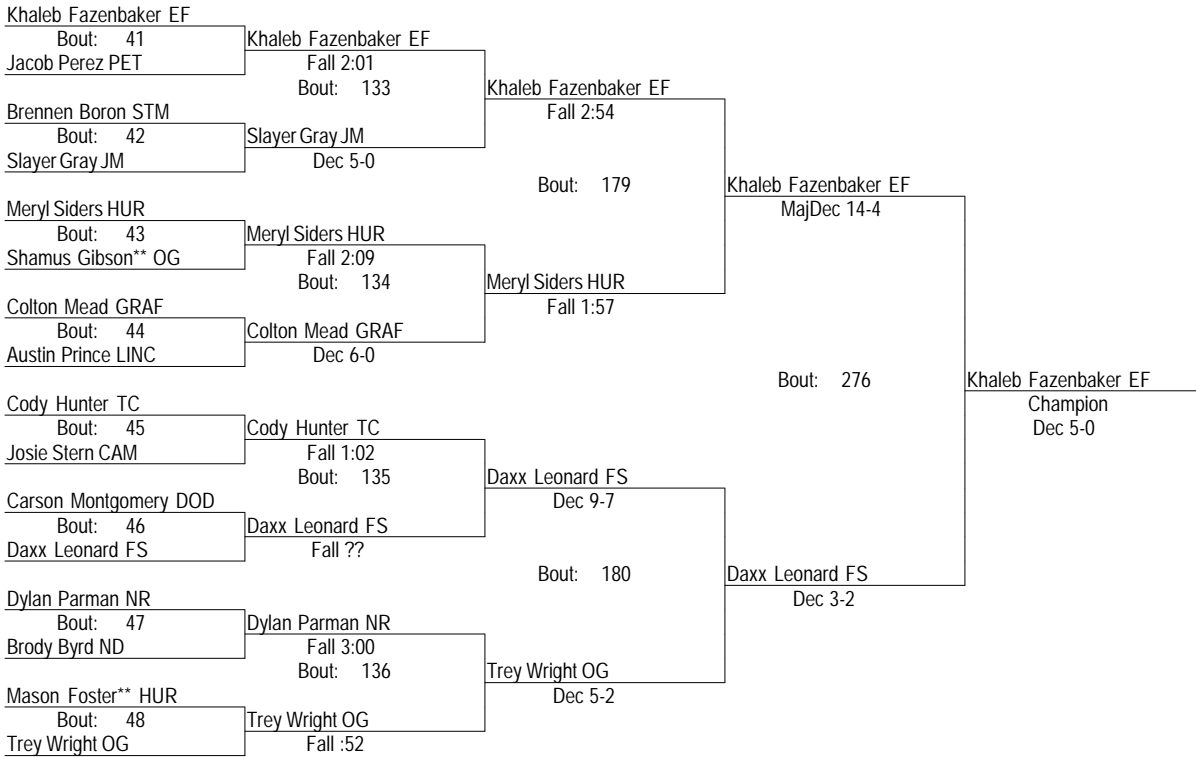 Khaleb Fazenbaker EF
Bout: 41
Jacob Perez PET
Khaleb Fazenbaker EF
Fall 2:01
Bout: 133
Brennen Boron STM
Bout: 42
Slayer Gray JM
Slayer Gray JM
Dec 5-0
Khaleb Fazenbaker EF
Fall 2:54
Bout: 179
Meryl Siders HUR
Bout: 43
Shamus Gibson** OG
Meryl Siders HUR
Fall 2:09
Bout: 134
Colton Mead GRAF
Bout: 44
Austin Prince LINC
Colton Mead GRAF
Dec 6-0
Meryl Siders HUR
Fall 1:57
Khaleb Fazenbaker EF
MajDec 14-4
Bout: 276
Cody Hunter TC
Bout: 45
Josie Stern CAM
Cody Hunter TC
Fall 1:02
Bout: 135
Carson Montgomery DOD
Bout: 46
Daxx Leonard FS
Daxx Leonard FS
Fall ??
Daxx Leonard FS
Dec 9-7
Bout: 180
Dylan Parman NR
Bout: 47
Brody Byrd ND
Dylan Parman NR
Fall 3:00
Bout: 136
Mason Foster** HUR
Bout: 48
Trey Wright OG
Trey Wright OG
Fall :52
Trey Wright OG
Dec 5-2
Daxx Leonard FS
Dec 3-2
Khaleb Fazenbaker EF
Champion
Dec 5-0